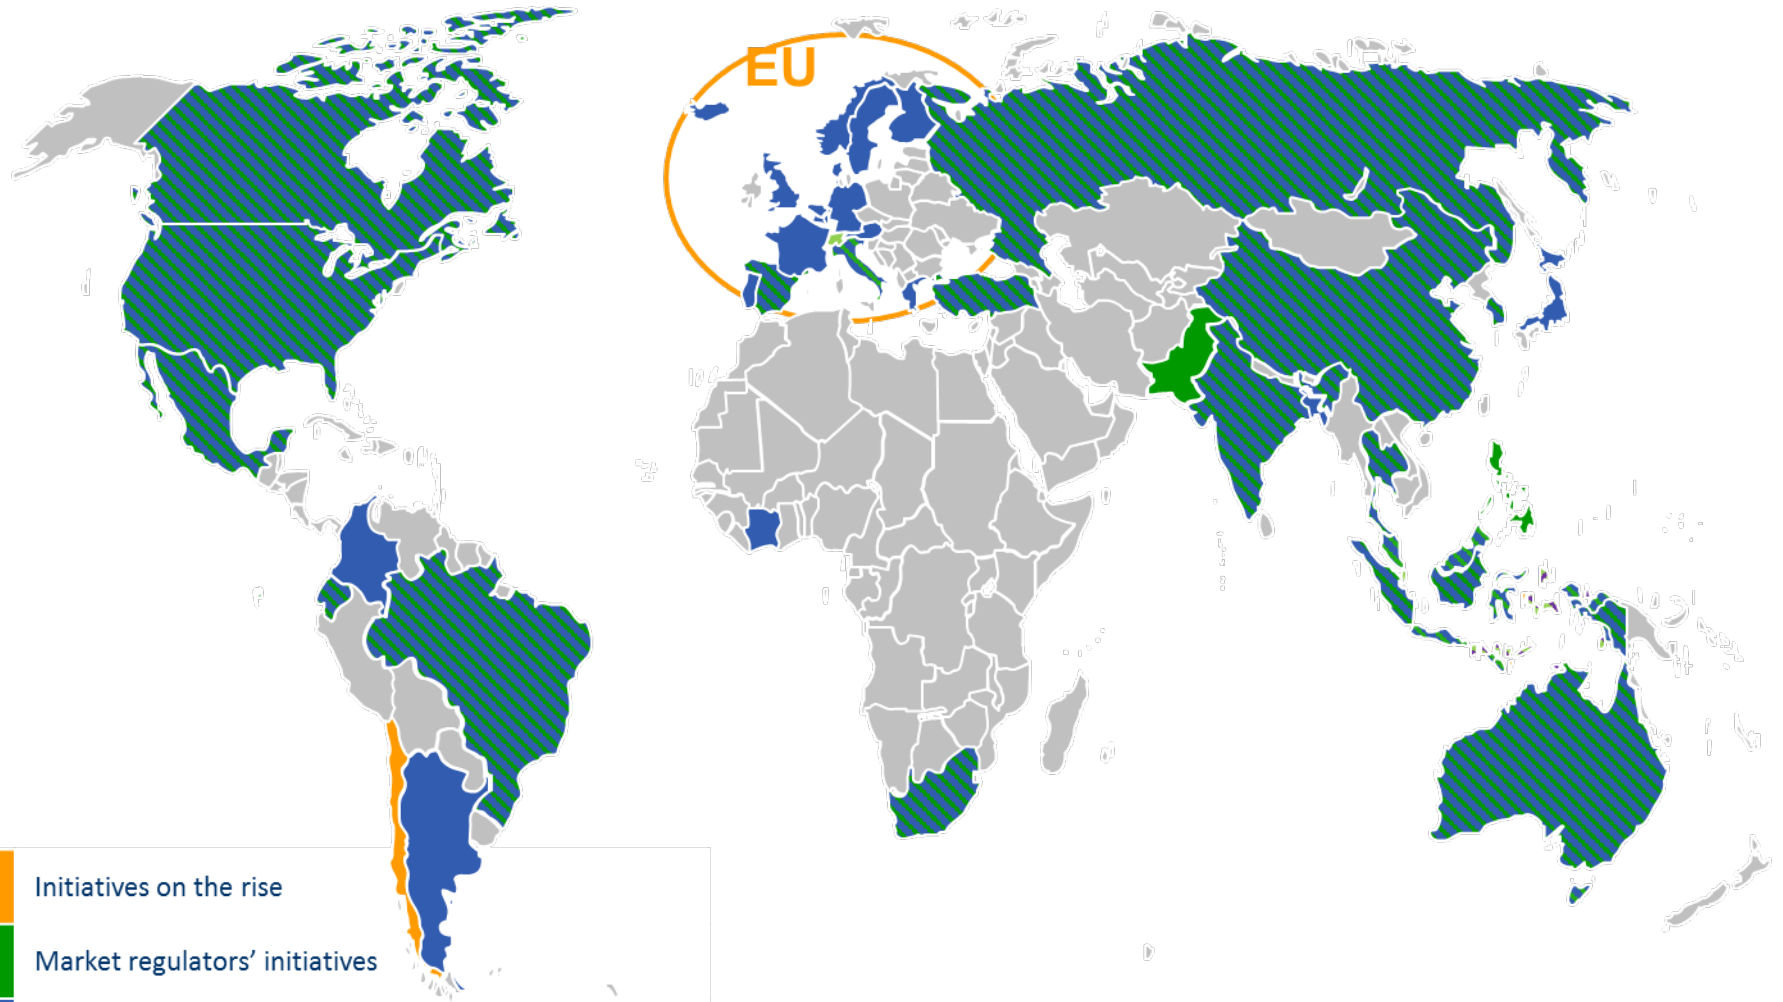 EU
Initiatives on the rise
Market regulators’ initiatives